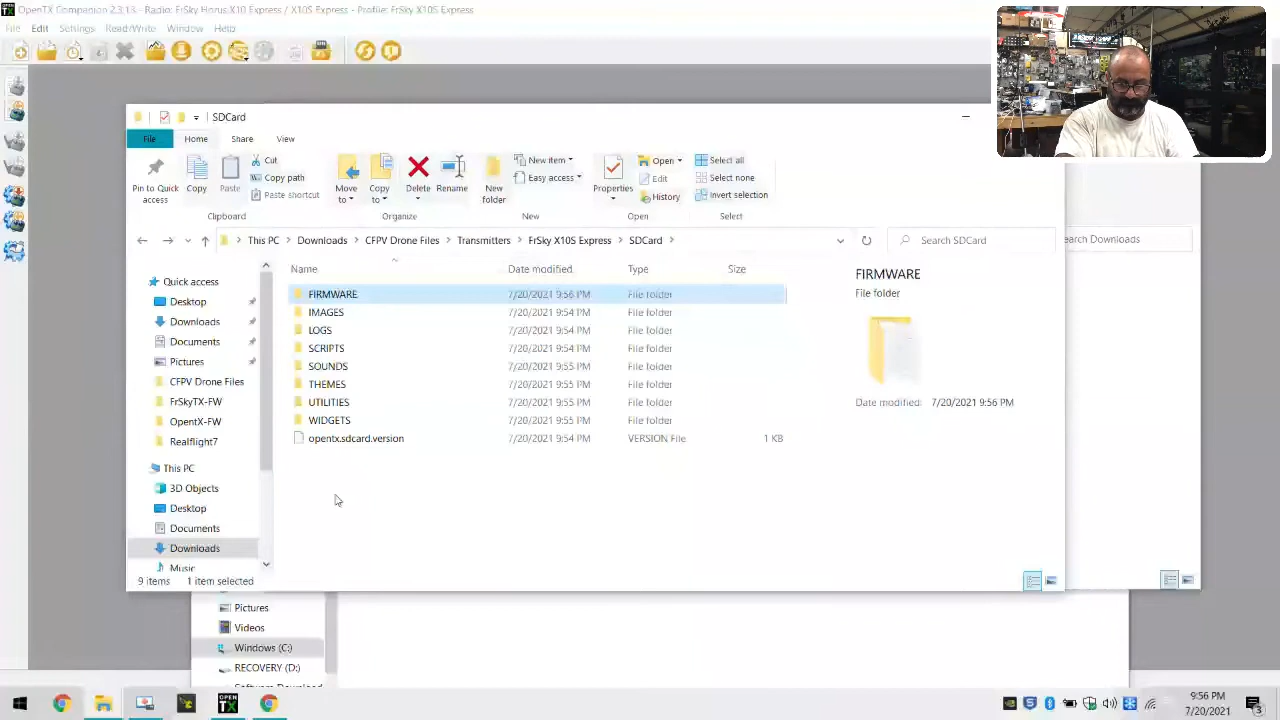 OpenTX Companion 2.3.13 - Radio: FrSky Horus X10 Express / X10S Express - Profile: FrSky X10S Express
File Edit Settings Read/Write Window Help
SDCard
File Home Share View
Pin to Quick access
Copy
Paste
Cut
Copy path
Paste shortcut
Move to
Copy to
Delete
Rename
New folder
New item
Easy access
Properties
Open
Edit
History
Select all
Select none
Invert selection
Clipboard Organize New Open Select
This PC Downloads CFPV Drone Files Transmitters FrSky X10S Express SDCard
Search SDCard
earch Downloads
Name Date modified Type Size
FIRMWARE 7/20/2021 9:56 PM File folder
IMAGES 7/20/2021 9:54 PM File folder
LOGS 7/20/2021 9:54 PM File folder
SCRIPTS 7/20/2021 9:54 PM File folder
SOUNDS 7/20/2021 9:55 PM File folder
THEMES 7/20/2021 9:55 PM File folder
UTILITIES 7/20/2021 9:55 PM File folder
WIDGETS 7/20/2021 9:55 PM File folder
opentx.sdcard.version 7/20/2021 9:54 PM VERSION File 1 KB
Quick access
Desktop
Downloads
Documents
Pictures
CFPV Drone Files
FrSkyTX-FW
OpentX-FW
Realflight7
This PC
3D Objects
Desktop
Documents
Downloads
Music
FIRMWARE
File folder
Date modified: 7/20/2021 9:56 PM
9 items 1 item selected
Pictures
Videos
Windows (C:)
RECOVERY (D:)
OPEN TX
9:56 PM
7/20/2021
3